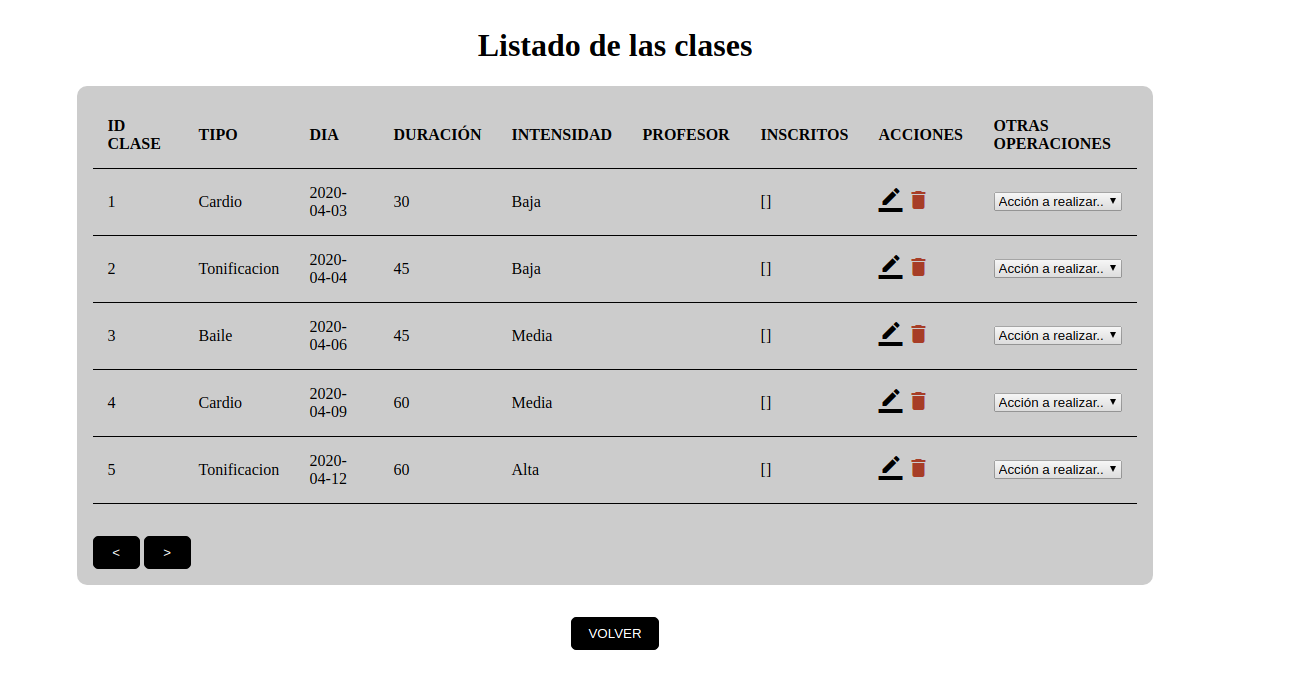 Listado de las clases
ID CLASE TIPO DIA DURACIÓN INTENSIDAD PROFESOR INSCRITOS ACCIONES OTRAS OPERACIONES
1 Cardio 2020-04-03 30 Baja [] Acción a realizar..
2 Tonificacion 2020-04-04 45 Baja [] Acción a realizar..
3 Baile 2020-04-06 45 Media [] Acción a realizar..
4 Cardio 2020-04-09 60 Media [] Acción a realizar..
5 Tonificacion 2020-04-12 60 Alta [] Acción a realizar..
< >
VOLVER